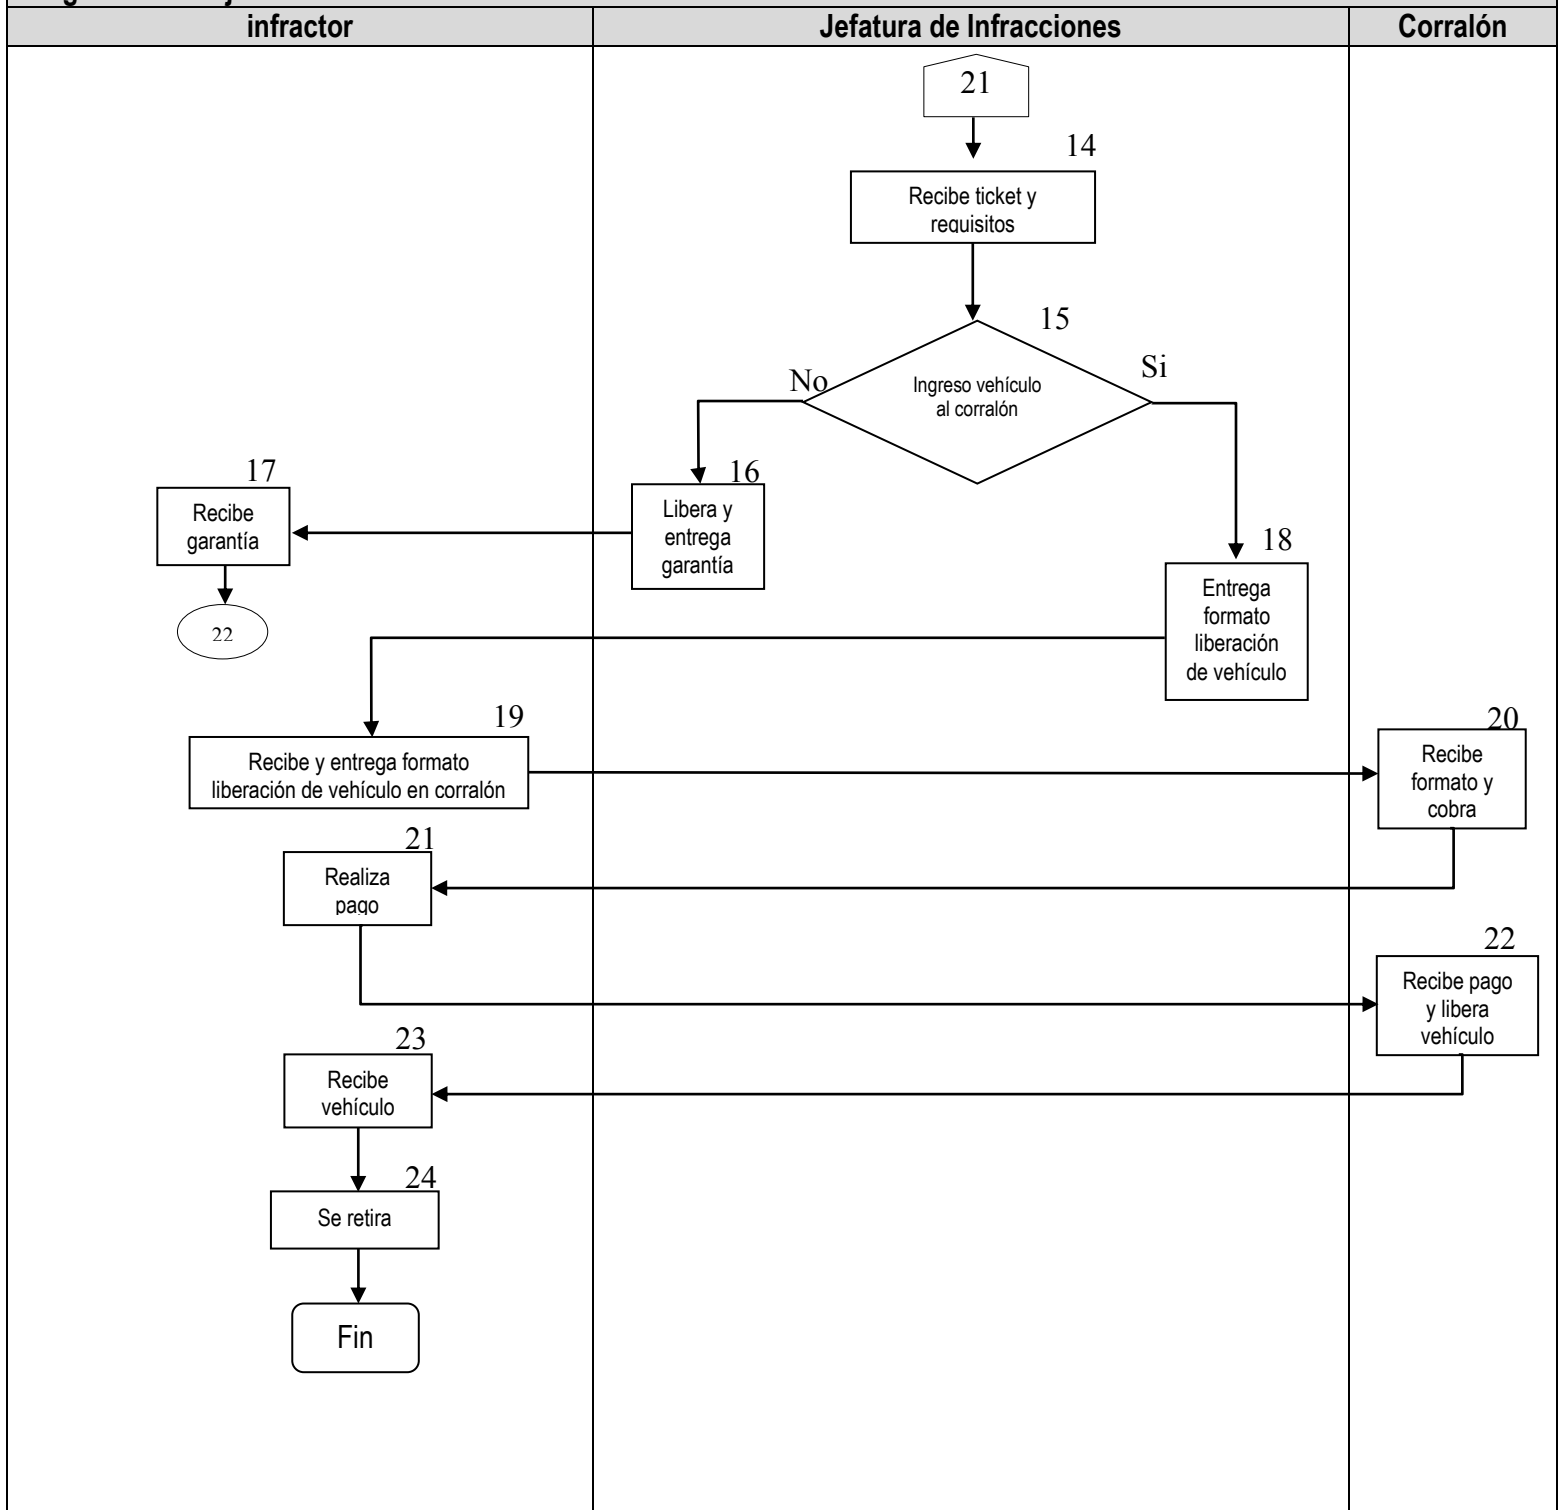 infractor
Jefatura de Infracciones
Corralón
21
14
Recibe ticket y
requisitos
15
Ingreso vehículo
al corralón
No
Si
17
Recibe
garantía
16
Libera y
entrega
garantía
22
18
Entrega
formato
liberación
de vehículo
19
Recibe y entrega formato
liberación de vehículo en corralón
20
Recibe
formato y
cobra
21
Realiza
pago
22
Recibe pago
y libera
vehículo
23
Recibe
vehículo
24
Se retira
Fin